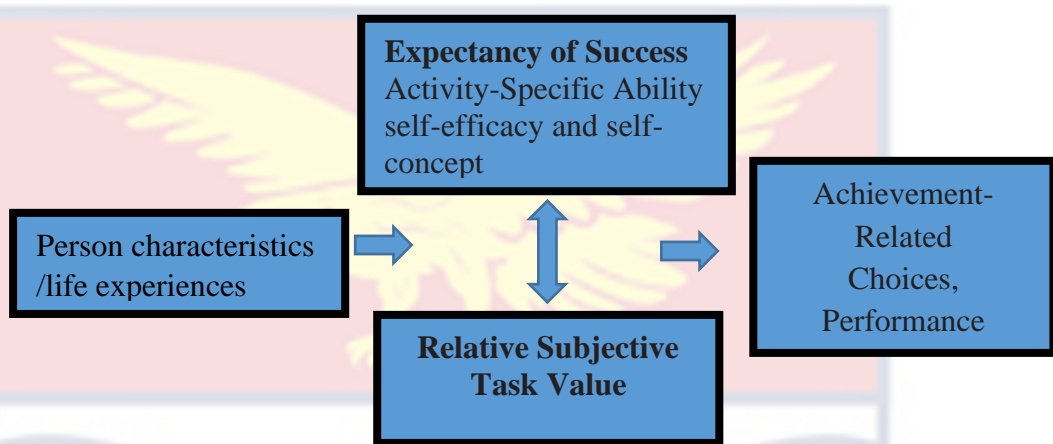 Expectancy of Success
Activity-Specific Ability
self-efficacy and self-
concept
Person characteristics
/life experiences
Relative Subjective
Task Value
Achievement-
Related
Choices,
Performance